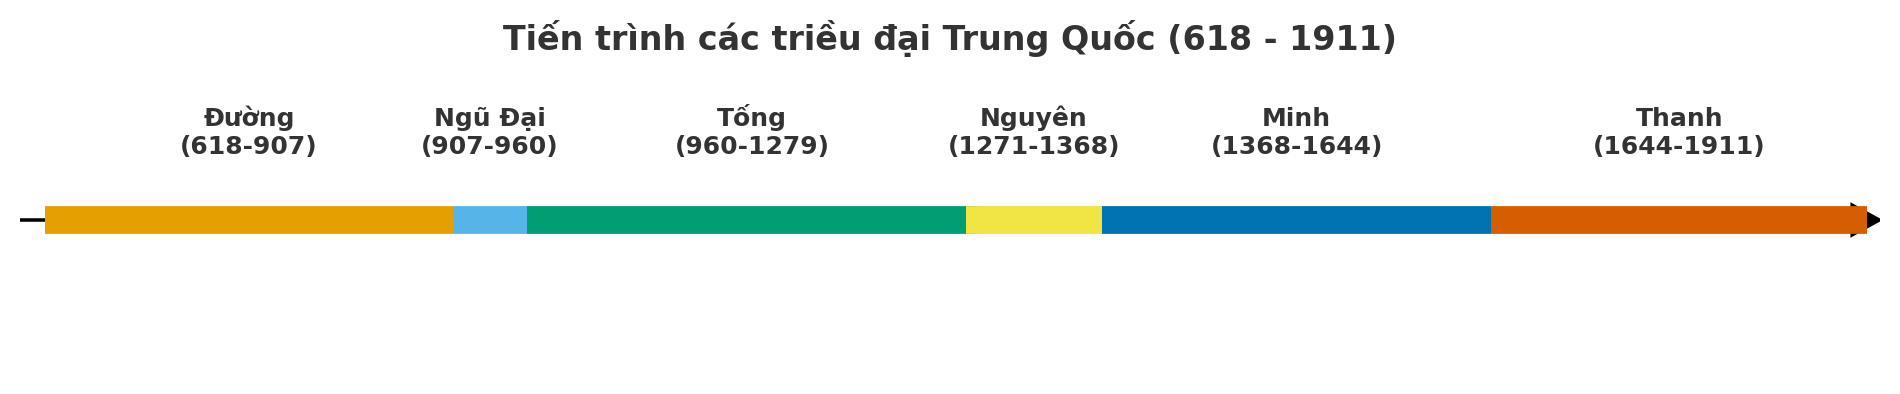 Tiến trình các triều đại Trung Quốc (618 - 1911)
Đường
(618-907)
Ngũ Đại
(907-960)
Tống
(960-1279)
Nguyên
(1271-1368)
Minh
(1368-1644)
Thanh
(1644-1911)